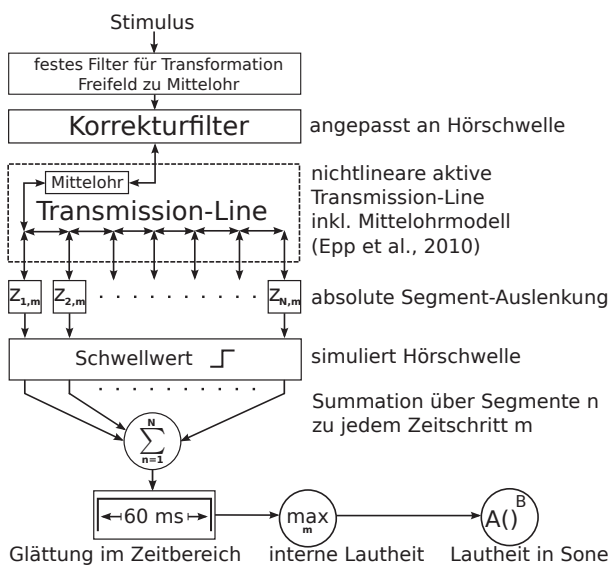 Stimulus
festes Filter für Transformation
Freifeld zu Mittelohr
Korrekturfilter
angepasst an Hörschwelle
Mittelohr
Transmission-Line
nichtlineare aktive
Transmission-Line
inkl. Mittelohrmodell
(Epp et al., 2010)
Z1,m Z2,m . . . . . . . . . . . ZN,m
absolute Segment-Auslenkung
Schwellwert
simuliert Hörschwelle
. . . . . . . . . . .
Summation über Segmente n
zu jedem Zeitschritt m
N
∑
n=1
60 ms
max
m
A()B
Glättung im Zeitbereich
interne Lautheit
Lautheit in Sone